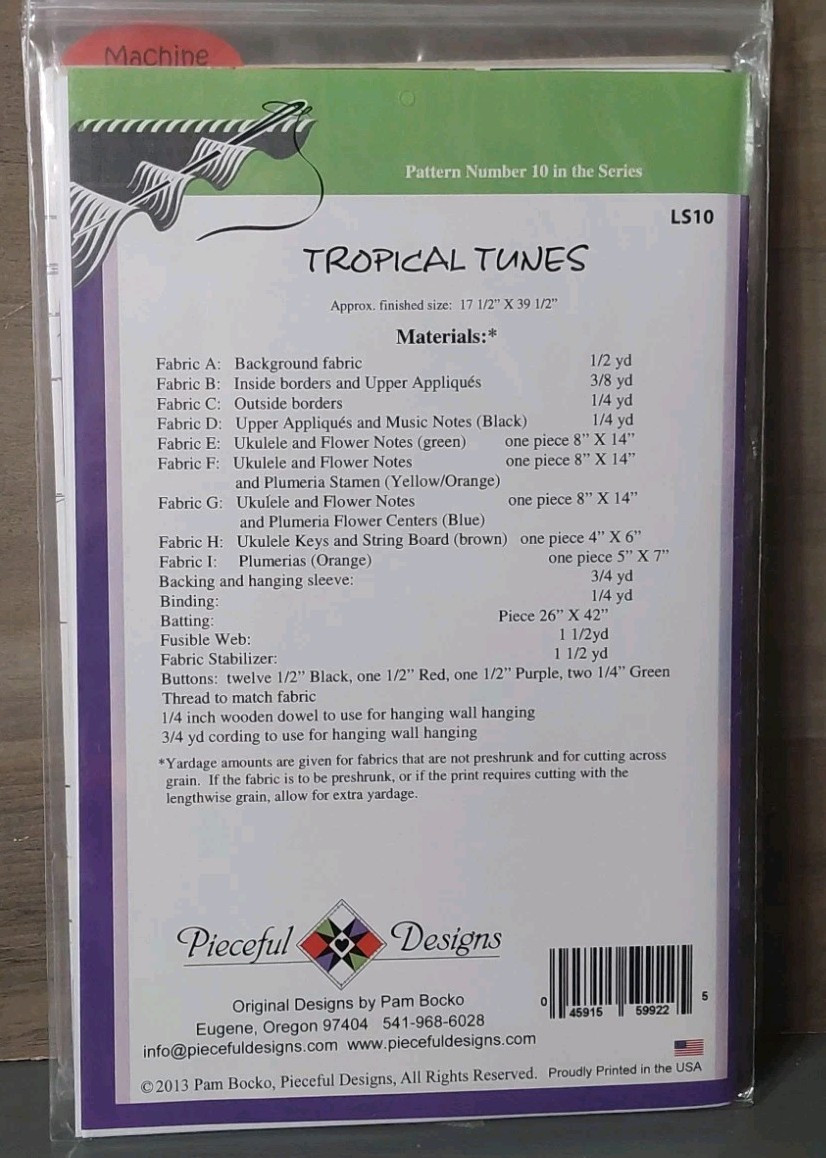 Machine
Pattern Number 10 in the Series
LS10
TROPICAL TUNES
Approx. finished size: 17 1/2" X 39 1/2"
Materials:*
Fabric A: Background fabric 1/2 yd
Fabric B: Inside borders and Upper Appliqués 3/8 yd
Fabric C: Outside borders 1/4 yd
Fabric D: Upper Appliqués and Music Notes (Black) 1/4 yd
Fabric E: Ukulele and Flower Notes (green) one piece 8" X 14"
Fabric F: Ukulele and Flower Notes one piece 8" X 14"
and Plumeria Stamen (Yellow/Orange)
Fabric G: Ukulele and Flower Notes one piece 8" X 14"
and Plumeria Flower Centers (Blue)
Fabric H: Ukulele Keys and String Board (brown) one piece 4" X 6"
Fabric I: Plumerias (Orange) one piece 5" X 7"
Backing and hanging sleeve: 3/4 yd
Binding: 1/4 yd
Batting: Piece 26" X 42"
Fusible Web: 1 1/2yd
Fabric Stabilizer: 1 1/2 yd
Buttons: twelve 1/2" Black, one 1/2" Red, one 1/2" Purple, two 1/4" Green
Thread to match fabric
1/4 inch wooden dowel to use for hanging wall hanging
3/4 yd cording to use for hanging wall hanging
*Yardage amounts are given for fabrics that are not preshrunk and for cutting across
grain. If the fabric is to be preshrunk, or if the print requires cutting with the
lengthwise grain, allow for extra yardage.
Pieceful Designs
Original Designs by Pam Bocko
Eugene, Oregon 97404 541-968-6028
info@piecefuldesigns.com www.piecefuldesigns.com
0 45915 59922 5
©2013 Pam Bocko, Pieceful Designs, All Rights Reserved. Proudly Printed in the USA